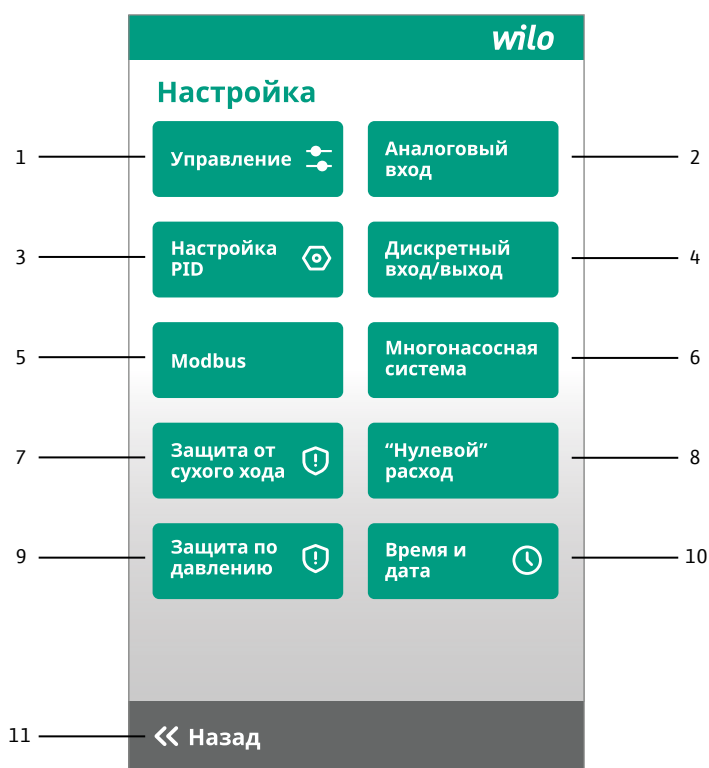 wilo
Настройка
1
Управление
Аналоговый
вход
2
3
Настройка
PID
Дискретный
вход/выход
4
5
Modbus
Многонасосная
система
6
7
Защита от
сухого хода
“Нулевой”
расход
8
9
Защита по
давлению
Время и
дата
10
11
Назад